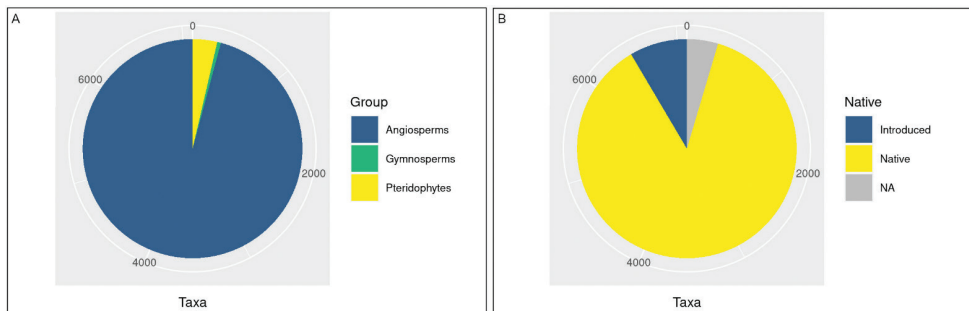 A
0
6000
2000
4000
Taxa
Group
Angiosperms
Gymnosperms
Pteridophytes
B
0
6000
2000
4000
Taxa
Native
Introduced
Native
NA